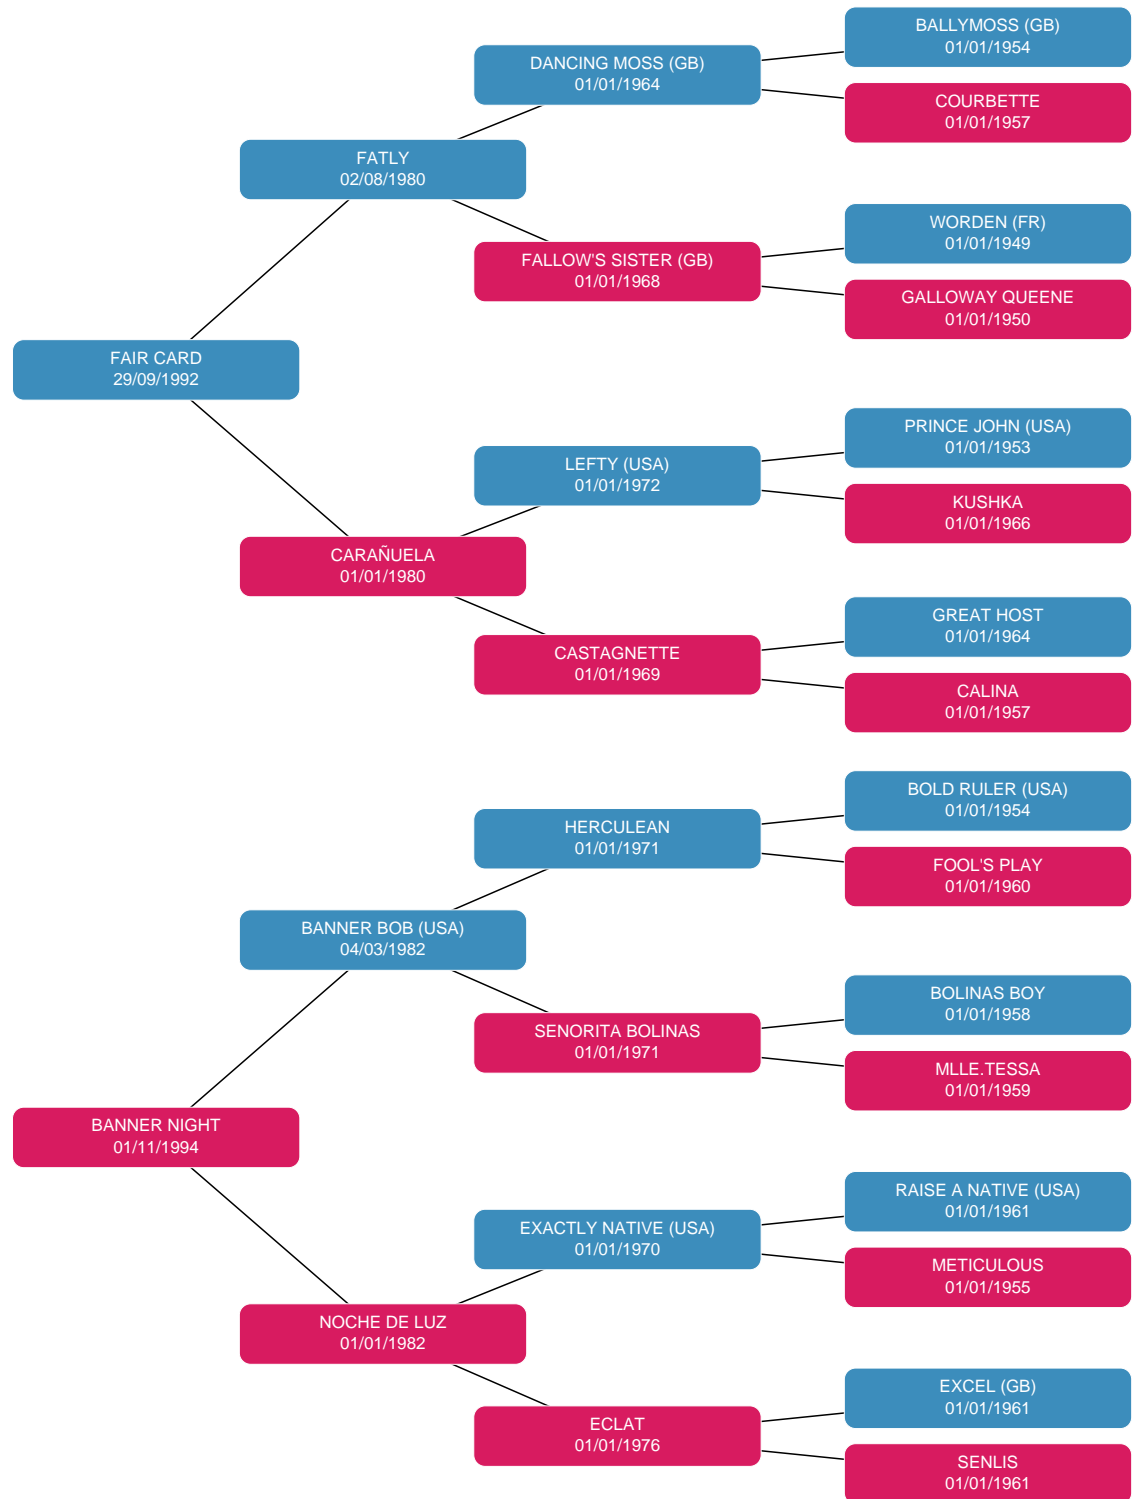 BALLYMOSS (GB)
01/01/1954
DANCING MOSS (GB)
01/01/1964
COURBETTE
01/01/1957
FATLY
02/08/1980
WORDEN (FR)
01/01/1949
FALLOW'S SISTER (GB)
01/01/1968
GALLOWAY QUEENE
01/01/1950
FAIR CARD
29/09/1992
PRINCE JOHN (USA)
01/01/1953
LEFTY (USA)
01/01/1972
KUSHKA
01/01/1966
CARAÑUELA
01/01/1980
GREAT HOST
01/01/1964
CASTAGNETTE
01/01/1969
CALINA
01/01/1957
BOLD RULER (USA)
01/01/1954
HERCULEAN
01/01/1971
FOOL'S PLAY
01/01/1960
BANNER BOB (USA)
04/03/1982
BOLINAS BOY
01/01/1958
SENORITA BOLINAS
01/01/1971
MLLE.TESSA
01/01/1959
BANNER NIGHT
01/11/1994
RAISE A NATIVE (USA)
01/01/1961
EXACTLY NATIVE (USA)
01/01/1970
METICULOUS
01/01/1955
NOCHE DE LUZ
01/01/1982
EXCEL (GB)
01/01/1961
ECLAT
01/01/1976
SENLIS
01/01/1961